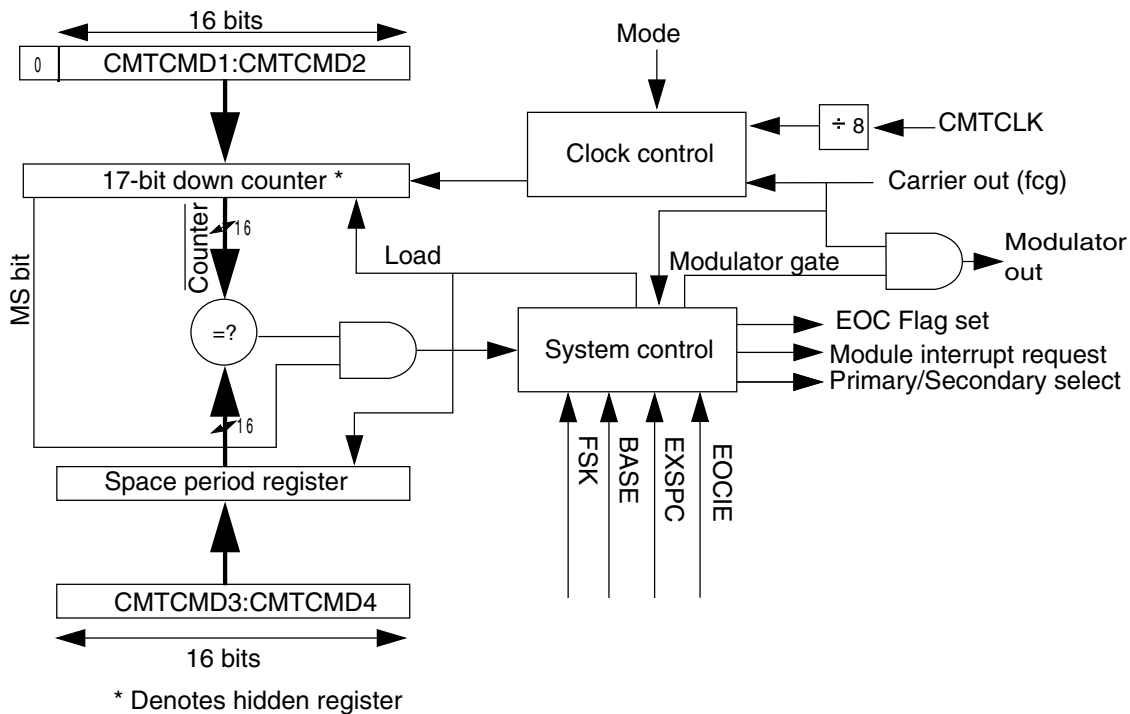 16 bits
0
CMTCMD1:CMTCMD2
Mode
÷ 8
CMTCLK
Clock control
17-bit down counter *
Carrier out (fcg)
16
Counter
MS bit
Load
Modulator gate
Modulator
out
=?
System control
EOC Flag set
Module interrupt request
Primary/Secondary select
16
FSK
BASE
EXSPC
EOCIE
Space period register
CMTCMD3:CMTCMD4
16 bits
* Denotes hidden register